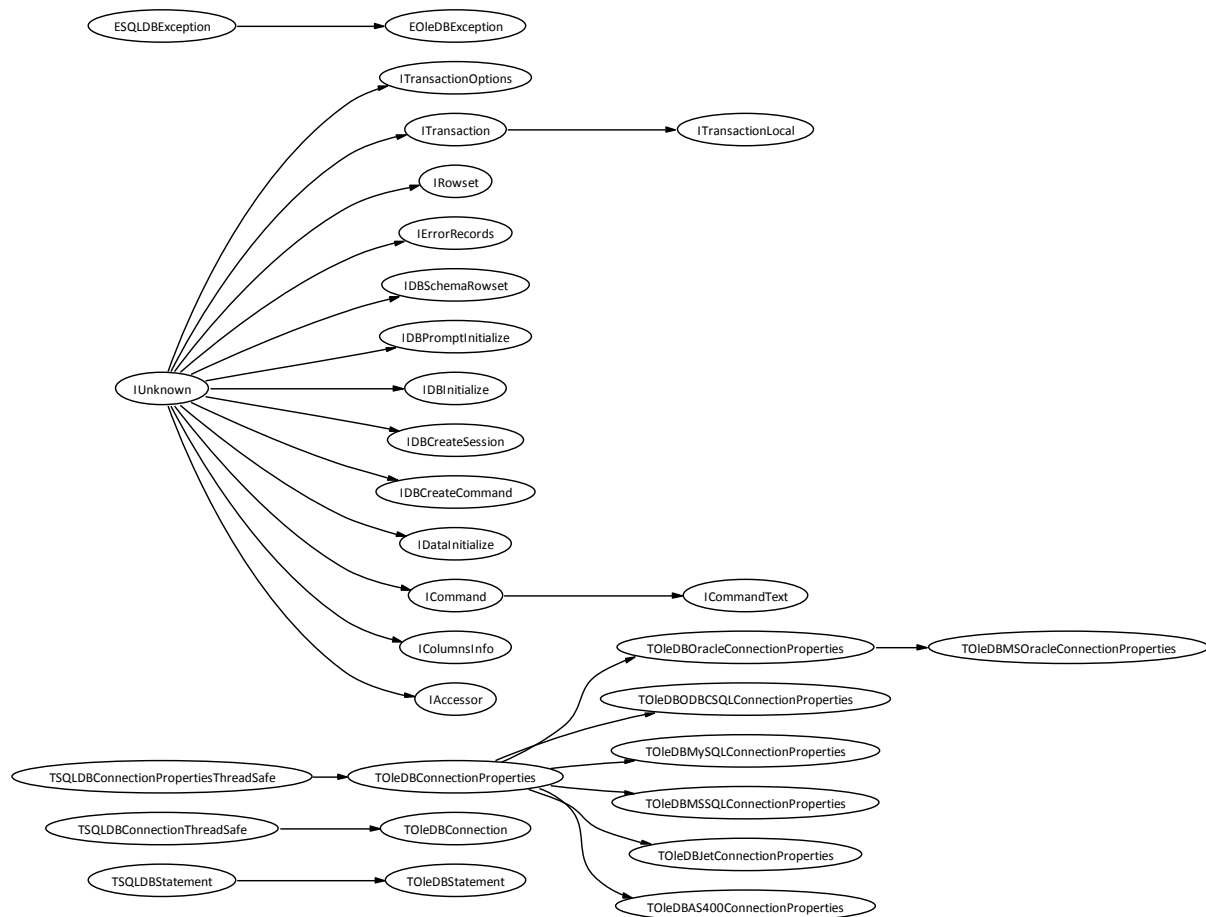 ESQLDBException
EOleDBException
ITransactionOptions
ITransaction
ITransactionLocal
IRowset
IErrorRecords
IDBSchemaRowset
IDBPromptInitialize
IUnknown
IDBInitialize
IDBCreateSession
IDBCreateCommand
IDataInitialize
ICommand
ICommandText
IColumnsInfo
TOleDBOracleConnectionProperties
TOleDBMSOracleConnectionProperties
IAccessor
TOleDBODBCSQLConnectionProperties
TOleDBMySQLConnectionProperties
TSQLDBConnectionPropertiesThreadSafe
TOleDBConnectionProperties
TOleDBMSSQLConnectionProperties
TSQLDBConnectionThreadSafe
TOleDBConnection
TOleDBJetConnectionProperties
TSQLDBStatement
TOleDBStatement
TOleDBAS400ConnectionProperties